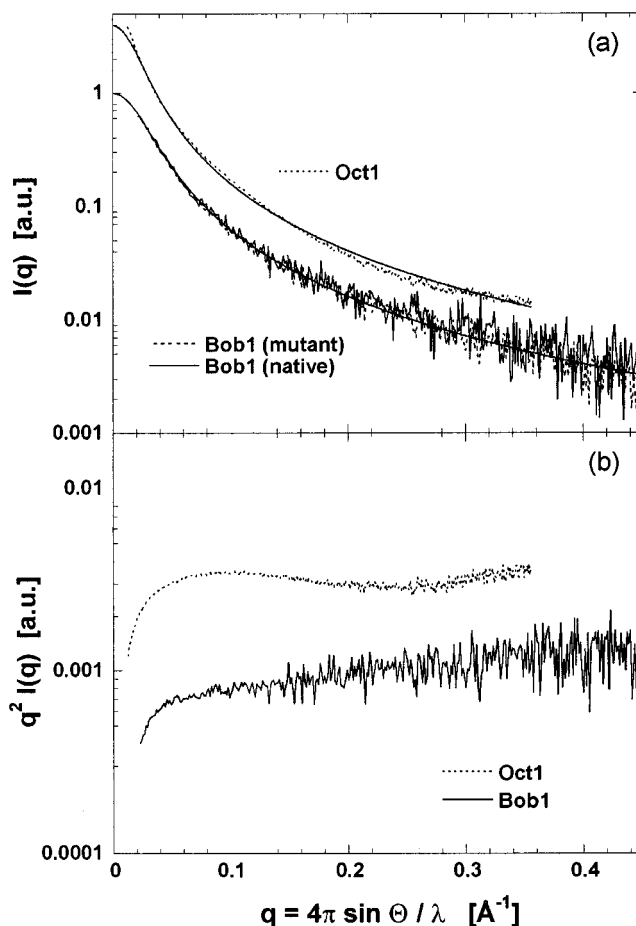 (a)
1
0.1
0.01
0.001
I(q) [a.u.]
Oct1
Bob1 (mutant)
Bob1 (native)
(b)
0.01
0.001
0.0001
q² I(q) [a.u.]
Oct1
Bob1
0 0.1 0.2 0.3 0.4
q = 4π sin Θ / λ [Å⁻¹]